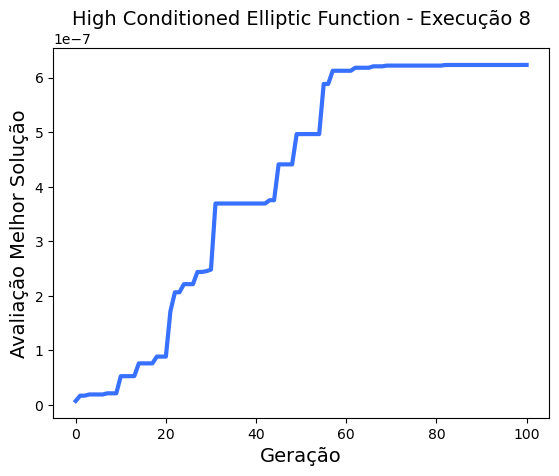 High Conditioned Elliptic Function - Execução 8
1e−7
Avaliação Melhor Solução
6
5
4
3
2
1
0
0 20 40 60 80 100
Geração